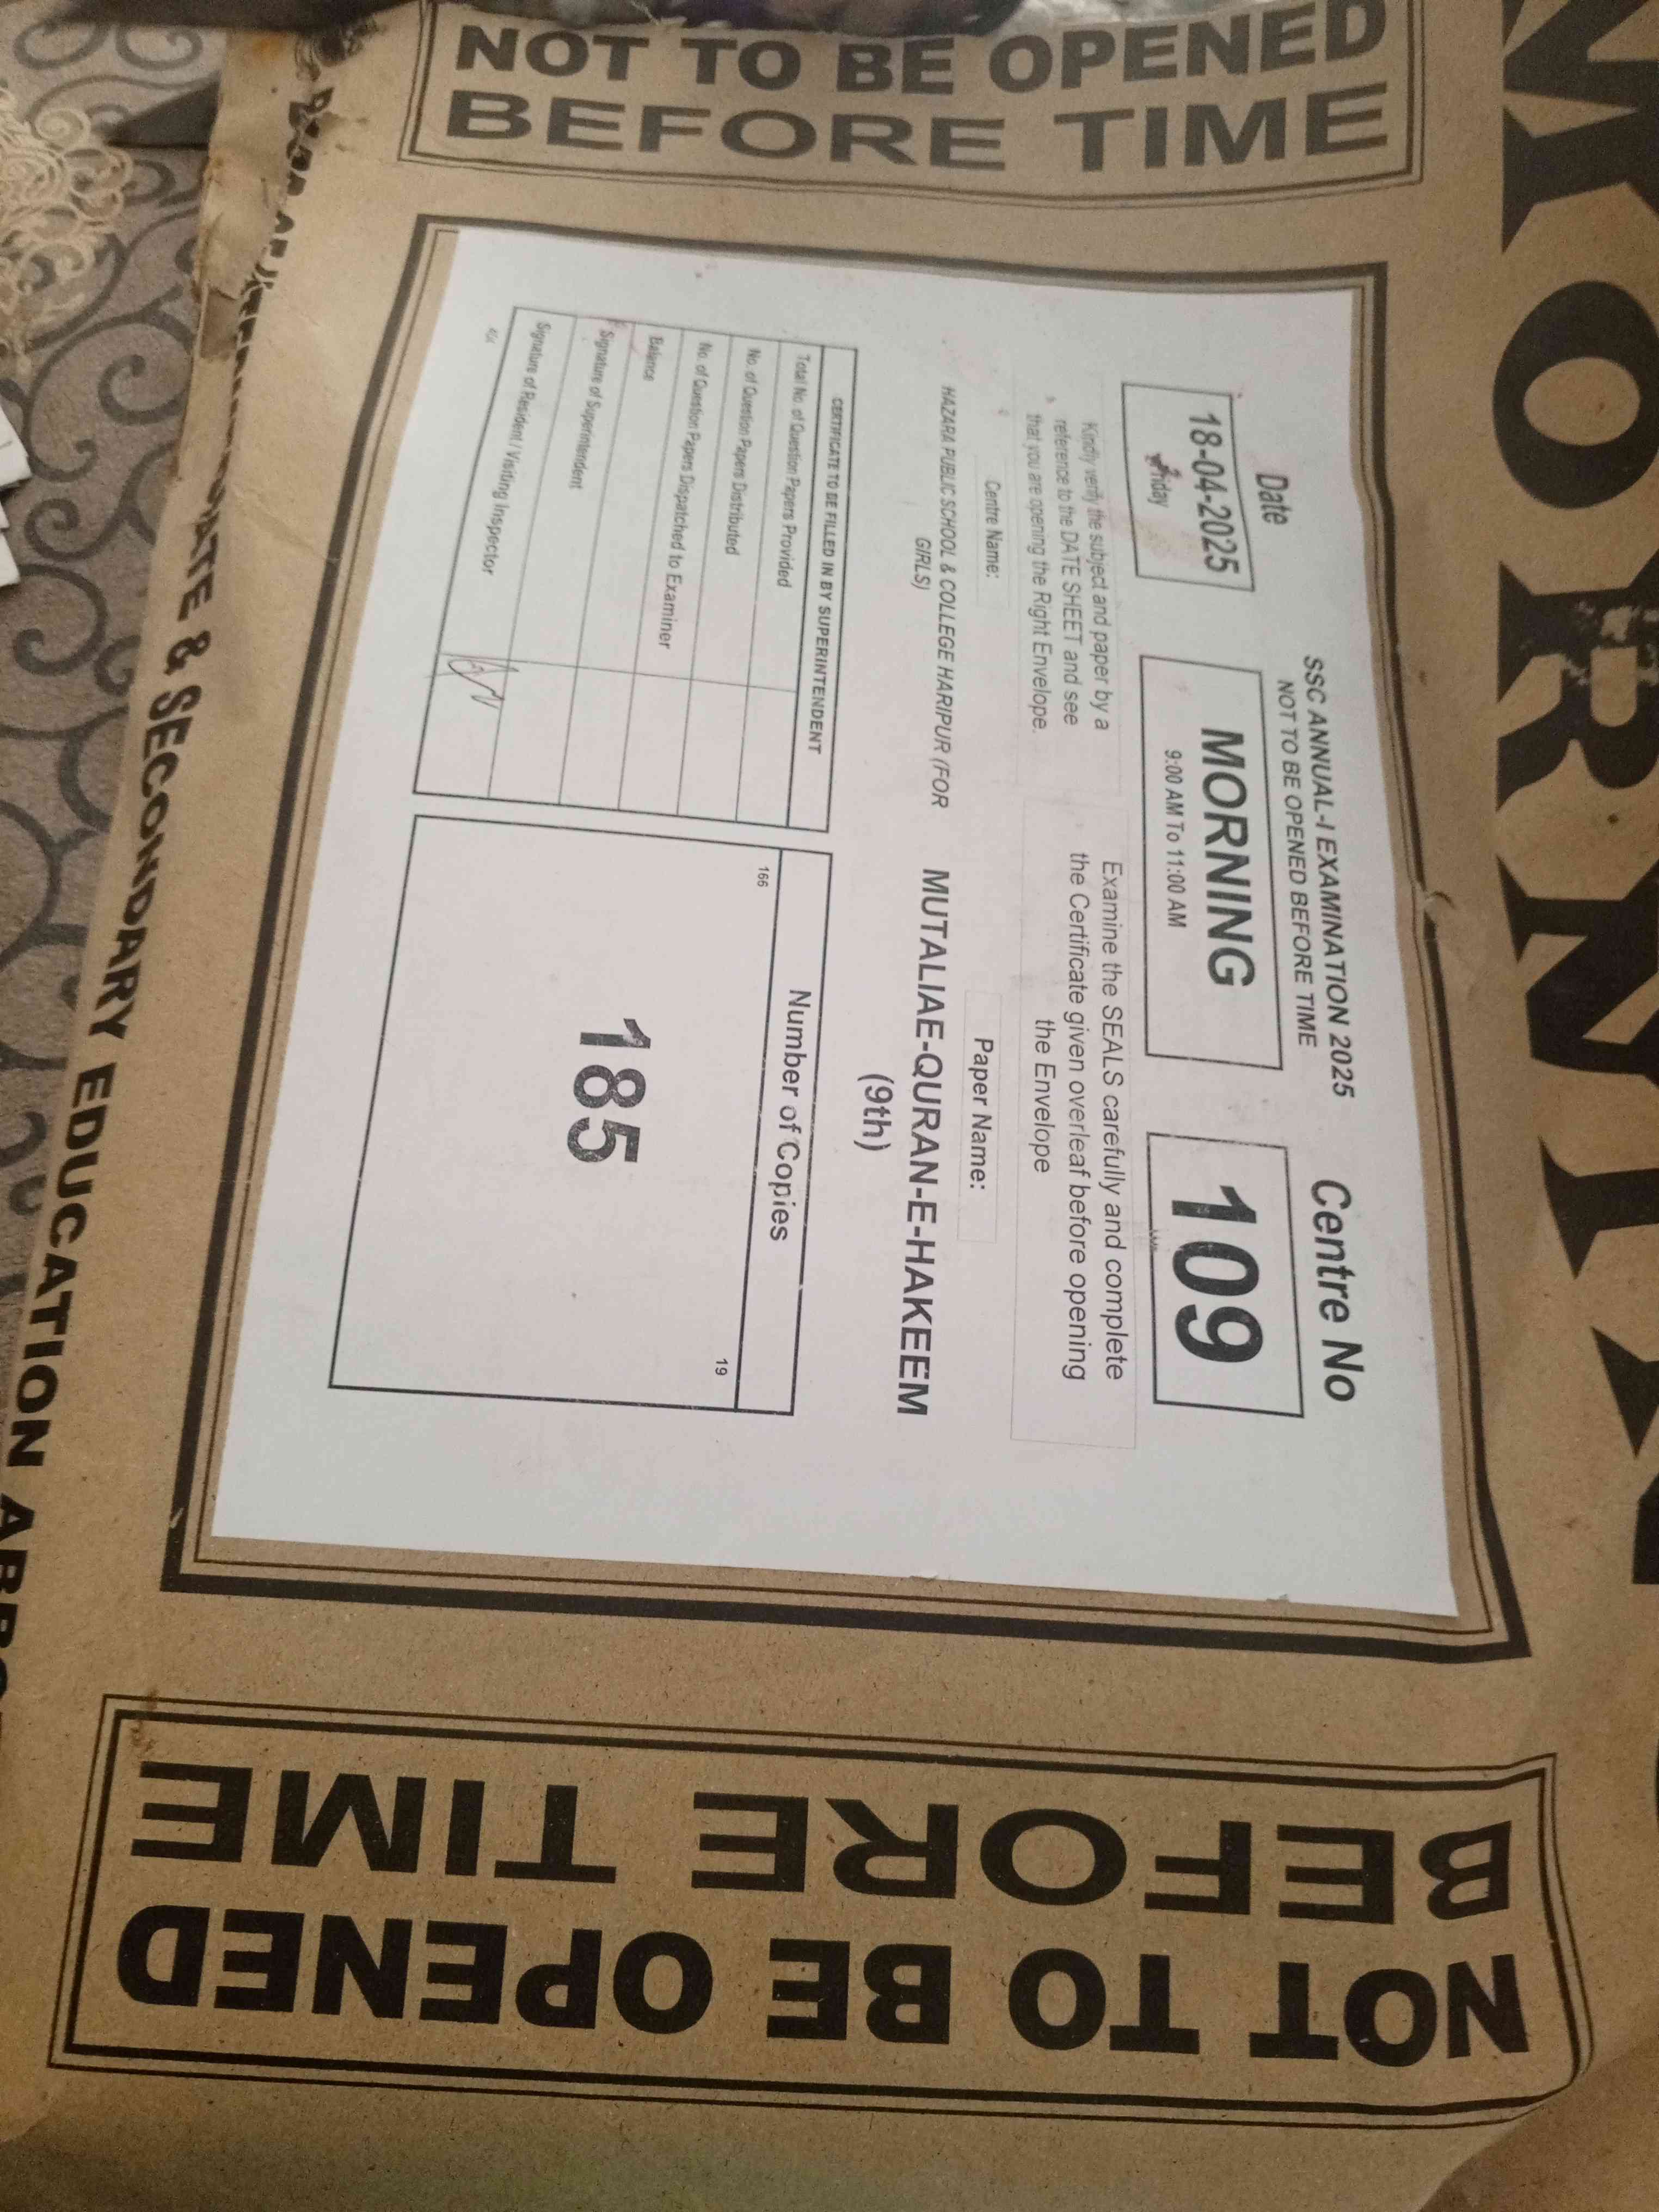 NOT TO BE OPENED
BEFORE TIME
MORNING
SSC ANNUAL-I EXAMINATION 2025
NOT TO BE OPENED BEFORE TIME
Date
18-04-2025
Friday
MORNING
9:00 AM To 11:00 AM
Centre No
109
Kindly verify the subject and paper by a
reference to the DATE SHEET and see
that you are opening the Right Envelope.
Examine the SEALS carefully and complete
the Certificate given overleaf before opening
the Envelope
Centre Name:
HAZARA PUBLIC SCHOOL & COLLEGE HARIPUR (FOR
GIRLS)
Paper Name:
MUTALIAE-QURAN-E-HAKEEM
(9th)
CERTIFICATE TO BE FILLED IN BY SUPERINTENDENT
Total No. of Question Papers Provided
No. of Question Papers Distributed
No. of Question Papers Dispatched to Examiner
Balance
Signature of Superintendent
Signature of Resident / Visiting Inspector
Number of Copies
166
19
185
& SECONDARY EDUCATION
NOT TO BE OPENED
BEFORE TIME